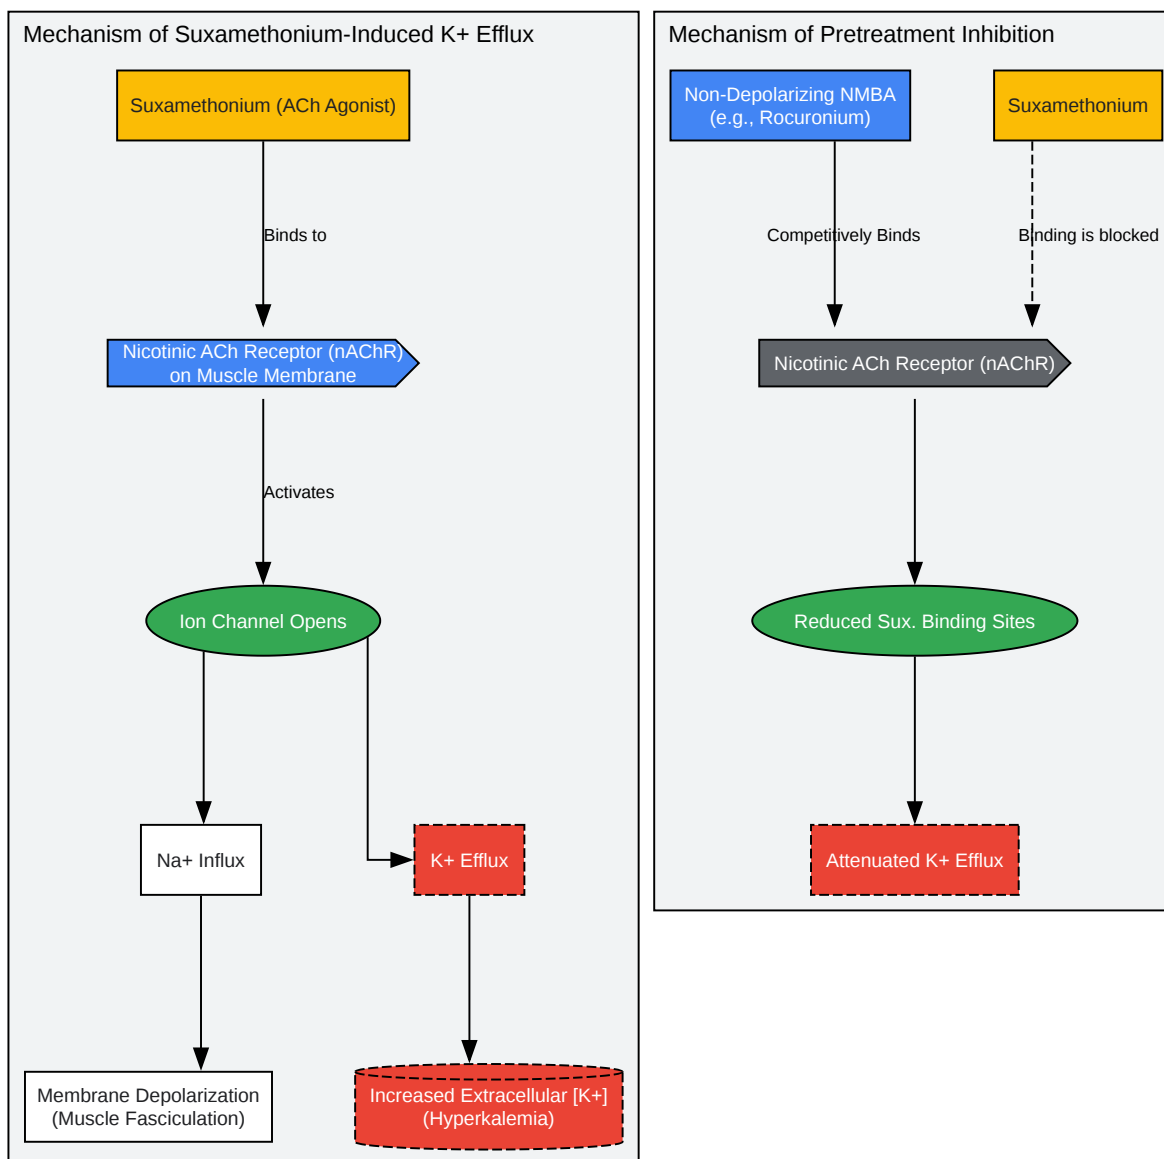 Mechanism of Suxamethonium-Induced K+ Efflux
Suxamethonium (ACh Agonist)
Binds to
Nicotinic ACh Receptor (nAChR)
on Muscle Membrane
Activates
Ion Channel Opens
Na+ Influx
K+ Efflux
Membrane Depolarization
(Muscle Fasciculation)
Increased Extracellular [K+]
(Hyperkalemia)
Mechanism of Pretreatment Inhibition
Non-Depolarizing NMBA
(e.g., Rocuronium)
Suxamethonium
Competitively Binds
Binding is blocked
Nicotinic ACh Receptor (nAChR)
Reduced Sux. Binding Sites
Attenuated K+ Efflux